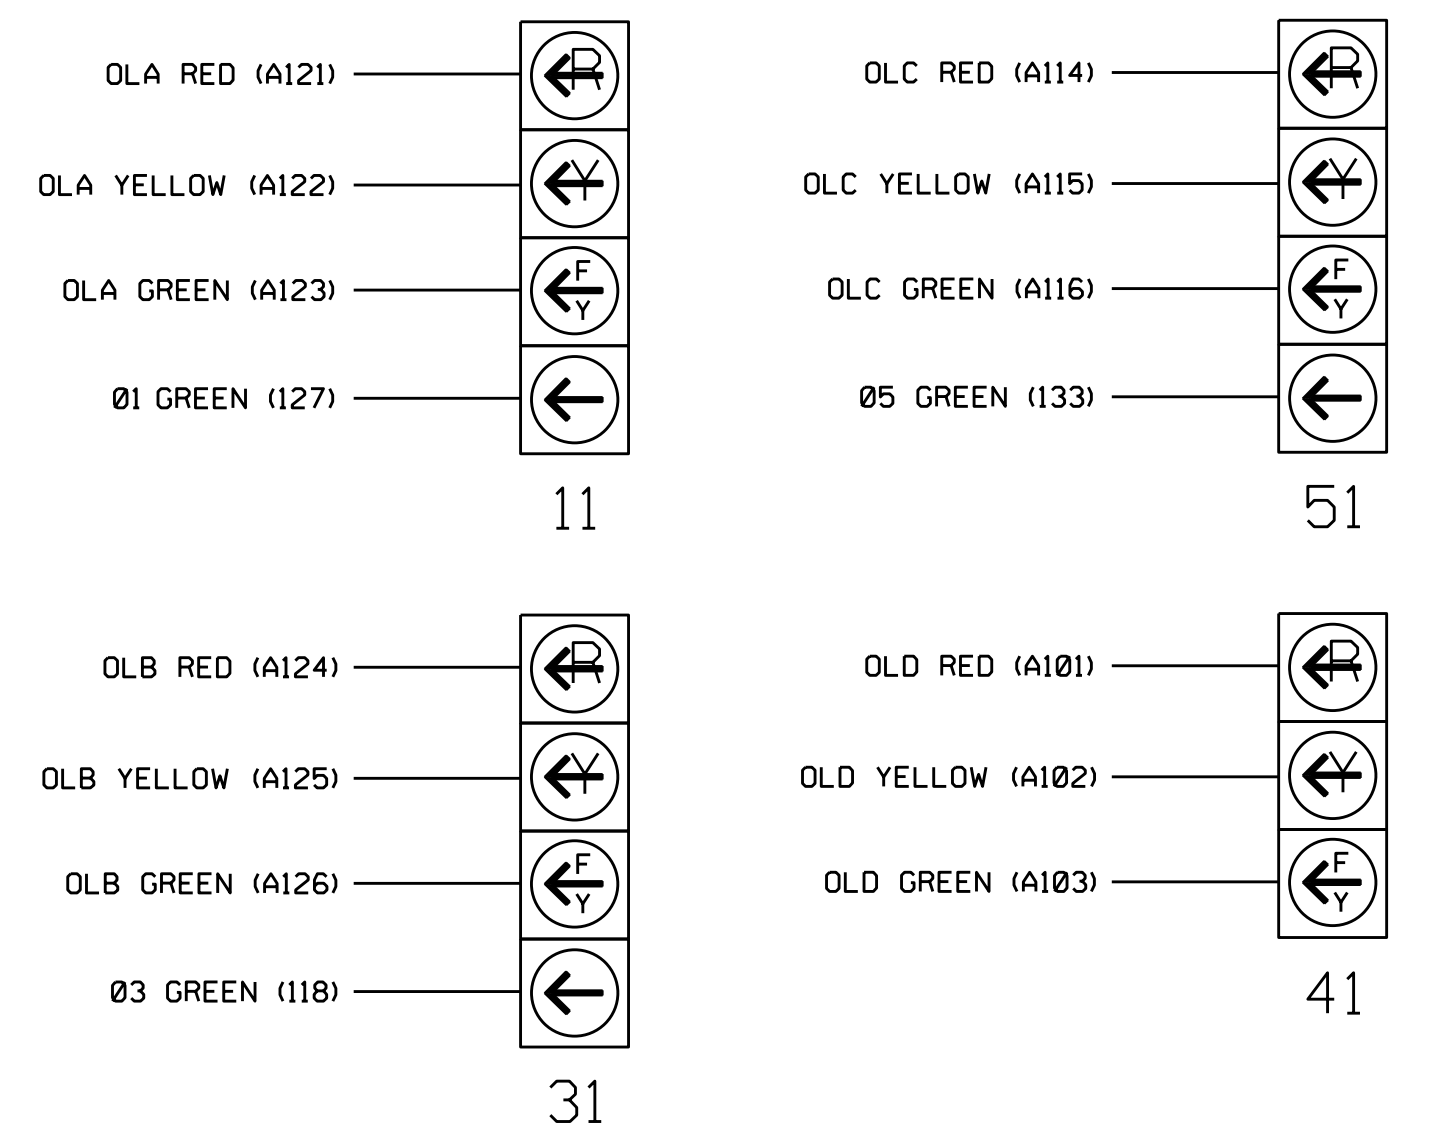 OLA RED (A121)
R
OLA YELLOW (A122)
Y
OLA GREEN (A123)
F
Y
Ø1 GREEN (127)
11
OLC RED (A114)
R
OLC YELLOW (A115)
Y
OLC GREEN (A116)
F
Y
Ø5 GREEN (133)
51
OLB RED (A124)
R
OLB YELLOW (A125)
Y
OLB GREEN (A126)
F
Y
Ø3 GREEN (118)
31
OLD RED (A101)
R
OLD YELLOW (A102)
Y
OLD GREEN (A103)
F
Y
41